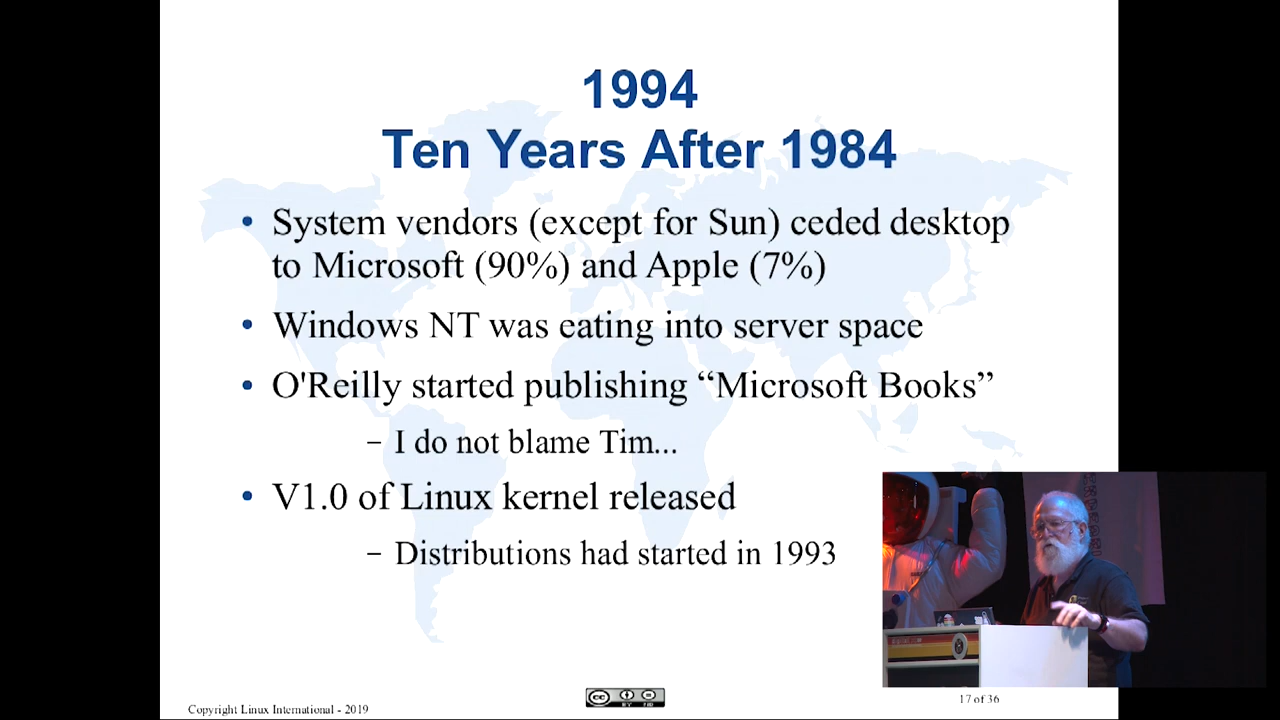 1994
Ten Years After 1984
• System vendors (except for Sun) ceded desktop
to Microsoft (90%) and Apple (7%)
• Windows NT was eating into server space
• O'Reilly started publishing “Microsoft Books”
– I do not blame Tim...
• V1.0 of Linux kernel released
– Distributions had started in 1993
Copyright Linux International - 2019
17 of 36